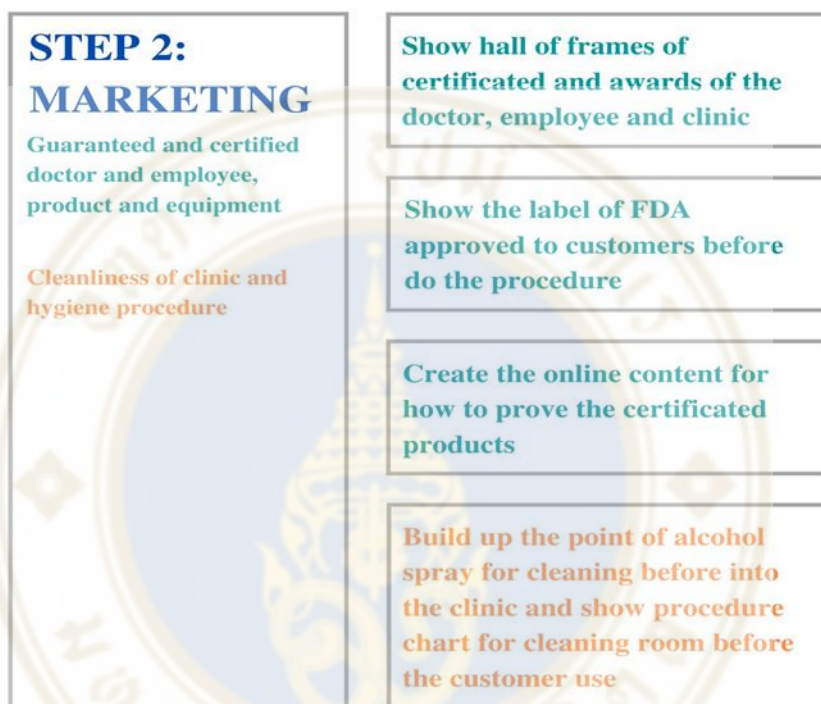 STEP 2:
MARKETING
Guaranteed and certified
doctor and employee,
product and equipment
Cleanliness of clinic and
hygiene procedure
Show hall of frames of
certificated and awards of the
doctor, employee and clinic
Show the label of FDA
approved to customers before
do the procedure
Create the online content for
how to prove the certificated
products
Build up the point of alcohol
spray for cleaning before into
the clinic and show procedure
chart for cleaning room before
the customer use